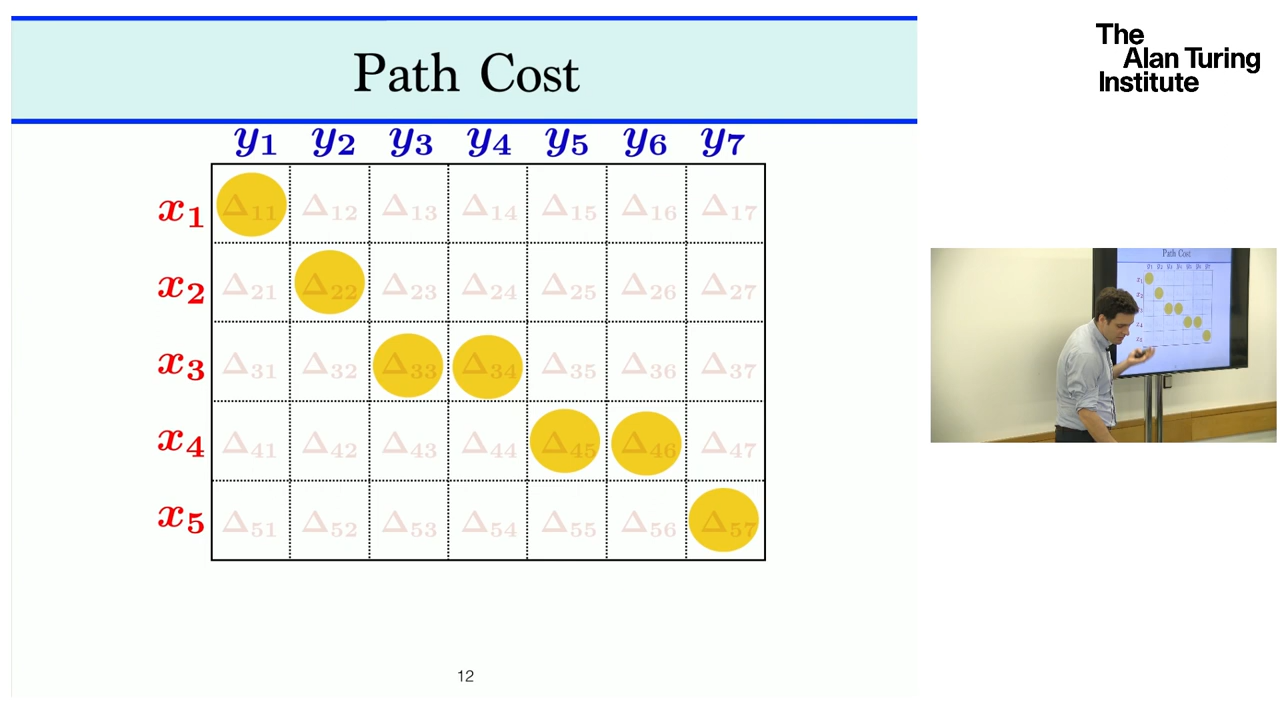 Path Cost
The
Alan Turing
Institute
y1 y2 y3 y4 y5 y6 y7
x1 Δ11 Δ12 Δ13 Δ14 Δ15 Δ16 Δ17
x2 Δ21 Δ22 Δ23 Δ24 Δ25 Δ26 Δ27
x3 Δ31 Δ32 Δ33 Δ34 Δ35 Δ36 Δ37
x4 Δ41 Δ42 Δ43 Δ44 Δ45 Δ46 Δ47
x5 Δ51 Δ52 Δ53 Δ54 Δ55 Δ56 Δ57
12
Path Cost